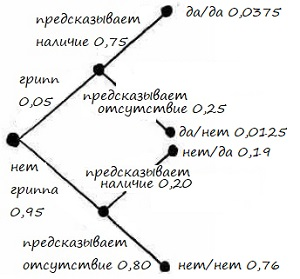 предсказывает
наличие 0,75
да/да 0,0375
грипп
0,05
предсказывает
отсутствие 0,25
да/нет 0,0125
нет/да 0,19
нет
гриппа
0,95
предсказывает
наличие 0,20
предсказывает
отсутствие 0,80
нет/нет 0,76